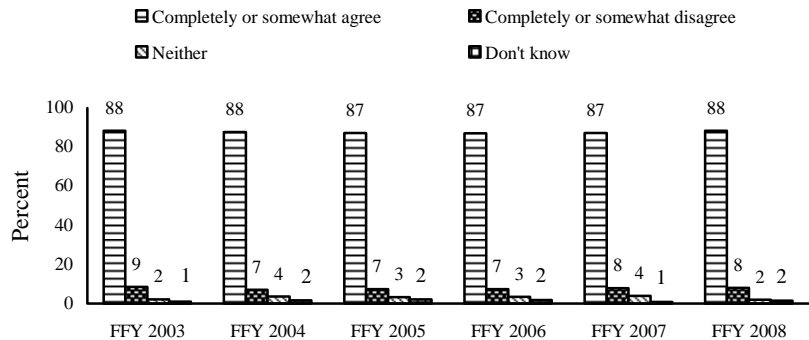 Completely or somewhat agree Completely or somewhat disagree
Neither Don't know
100 88 88 87 87 87 88
80
60
Percent
40
20 9 2 1 7 4 2 7 3 2 7 3 2 8 4 1 8 2 2
0
FFY 2003 FFY 2004 FFY 2005 FFY 2006 FFY 2007 FFY 2008